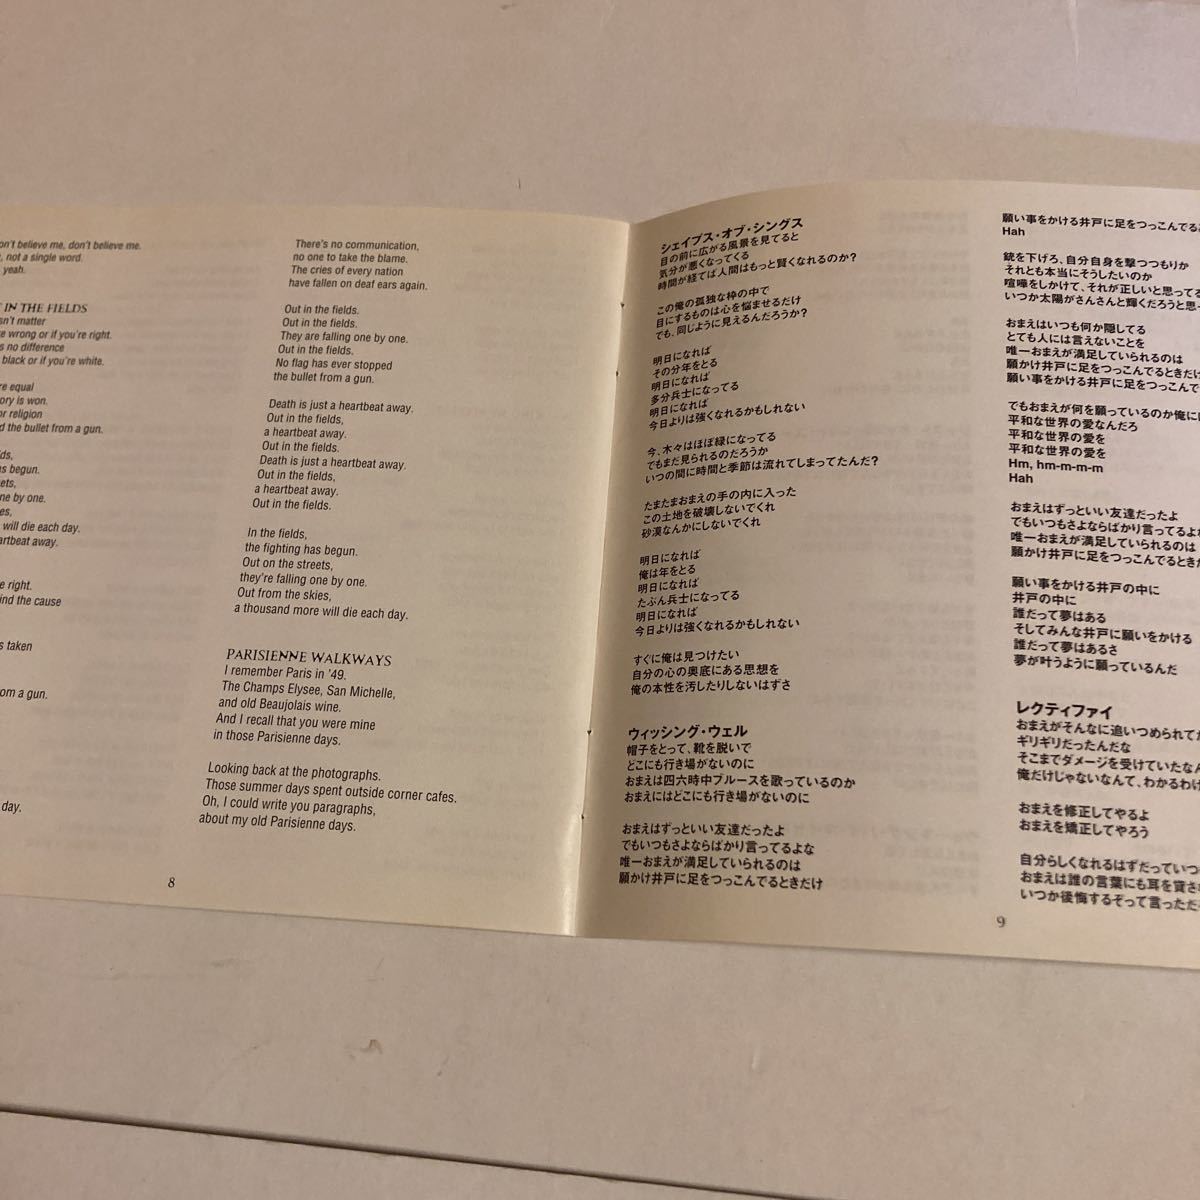 on't believe me, don't believe me.
not a single word.
yeah.
IN THE FIELDS
sn't matter
re wrong or if you're right.
s no difference
black or if you're white.
re equal
ory is won.
or religion
d the bullet from a gun.
ds,
as begun.
ets,
ne by one.
es,
will die each day.
artbeat away.
e right.
ind the cause
s taken
om a gun.
day.
There's no communication,
no one to take the blame.
The cries of every nation
have fallen on deaf ears again.
Out in the fields.
Out in the fields.
They are falling one by one.
Out in the fields.
No flag has ever stopped
the bullet from a gun.
Death is just a heartbeat away.
Out in the fields,
a heartbeat away.
Out in the fields.
Death is just a heartbeat away.
Out in the fields,
a heartbeat away.
Out in the fields.
In the fields,
the fighting has begun.
Out on the streets,
they're falling one by one.
Out from the skies,
a thousand more will die each day.
PARISIENNE WALKWAYS
I remember Paris in '49.
The Champs Elysee, San Michelle,
and old Beaujolais wine.
And I recall that you were mine
in those Parisienne days.
Looking back at the photographs.
Those summer days spent outside corner cafes.
Oh, I could write you paragraphs,
about my old Parisienne days.
8
シェイプス・オブ・シングス
目の前に広がる風景を見てると
気分が悪くなってくる
時間が経てば人間はもっと賢くなれるのか?
この俺の孤独な枠の中で
目にするものは心を悩ませるだけ
でも、同じように見えるんだろうか?
明日になれば
その分年をとる
明日になれば
多分兵士になってる
明日になれば
今日よりは強くなれるかもしれない
今、木々はほぼ緑になってる
でもまだ見られるのだろうか
いつの間に時間と季節は流れてしまってたんだ?
たまたまおまえの手の内に入った
この土地を破壊しないでくれ
砂漠なんかにしないでくれ
明日になれば
俺は年をとる
明日になれば
たぶん兵士になってる
明日になれば
今日よりは強くなれるかもしれない
すぐに俺は見つけたい
自分の心の奥底にある思想を
俺の本性を汚したりしないはずさ
ウィッシング・ウェル
帽子をとって、靴を脱いで
どこにも行き場がないのに
おまえは四六時中ブルースを歌っているのか
おまえにはどこにも行き場がないのに
おまえはずっといい友達だったよ
でもいつもさよならばかり言ってるよな
唯一おまえが満足していられるのは
願かけ井戸に足をつっこんでるときだけ
願い事をかける井戸に足をつっこんでる
Hah
銃を下げろ、自分自身を撃つつもりか
それとも本当にそうしたいのか
喧嘩をしかけて、それが正しいと思ってる
いつか太陽がさんさんと輝くだろうと思っ
おまえはいつも何か隠してる
とても人には言えないことを
唯一おまえが満足していられるのは
願かけ井戸に足をつっこんでるときだけ
願い事をかける井戸に足をつっこんで
でもおまえが何を願っているのか俺に
平和な世界の愛なんだろ
平和な世界の愛を
平和な世界の愛を
Hm, hm-m-m-m
Hah
おまえはずっといい友達だったよ
でもいつもさよならばかり言ってるよな
唯一おまえが満足していられるのは
願かけ井戸に足をつっこんでるときだ
願い事をかける井戸の中に
井戸の中に
誰だって夢はある
そしてみんな井戸に願いをかける
誰だって夢はあるさ
夢が叶うように願っているんだ
レクティファイ
おまえがそんなに追いつめられてた
ギリギリだったんだな
そこまでダメージを受けていたなん
俺だけじゃないなんて、わかるわけ
おまえを修正してやるよ
おまえを矯正してやろう
自分らしくなれるはずだっていつも
おまえは誰の言葉にも耳を貸さ
いつか後悔するぞって言っただろ
9